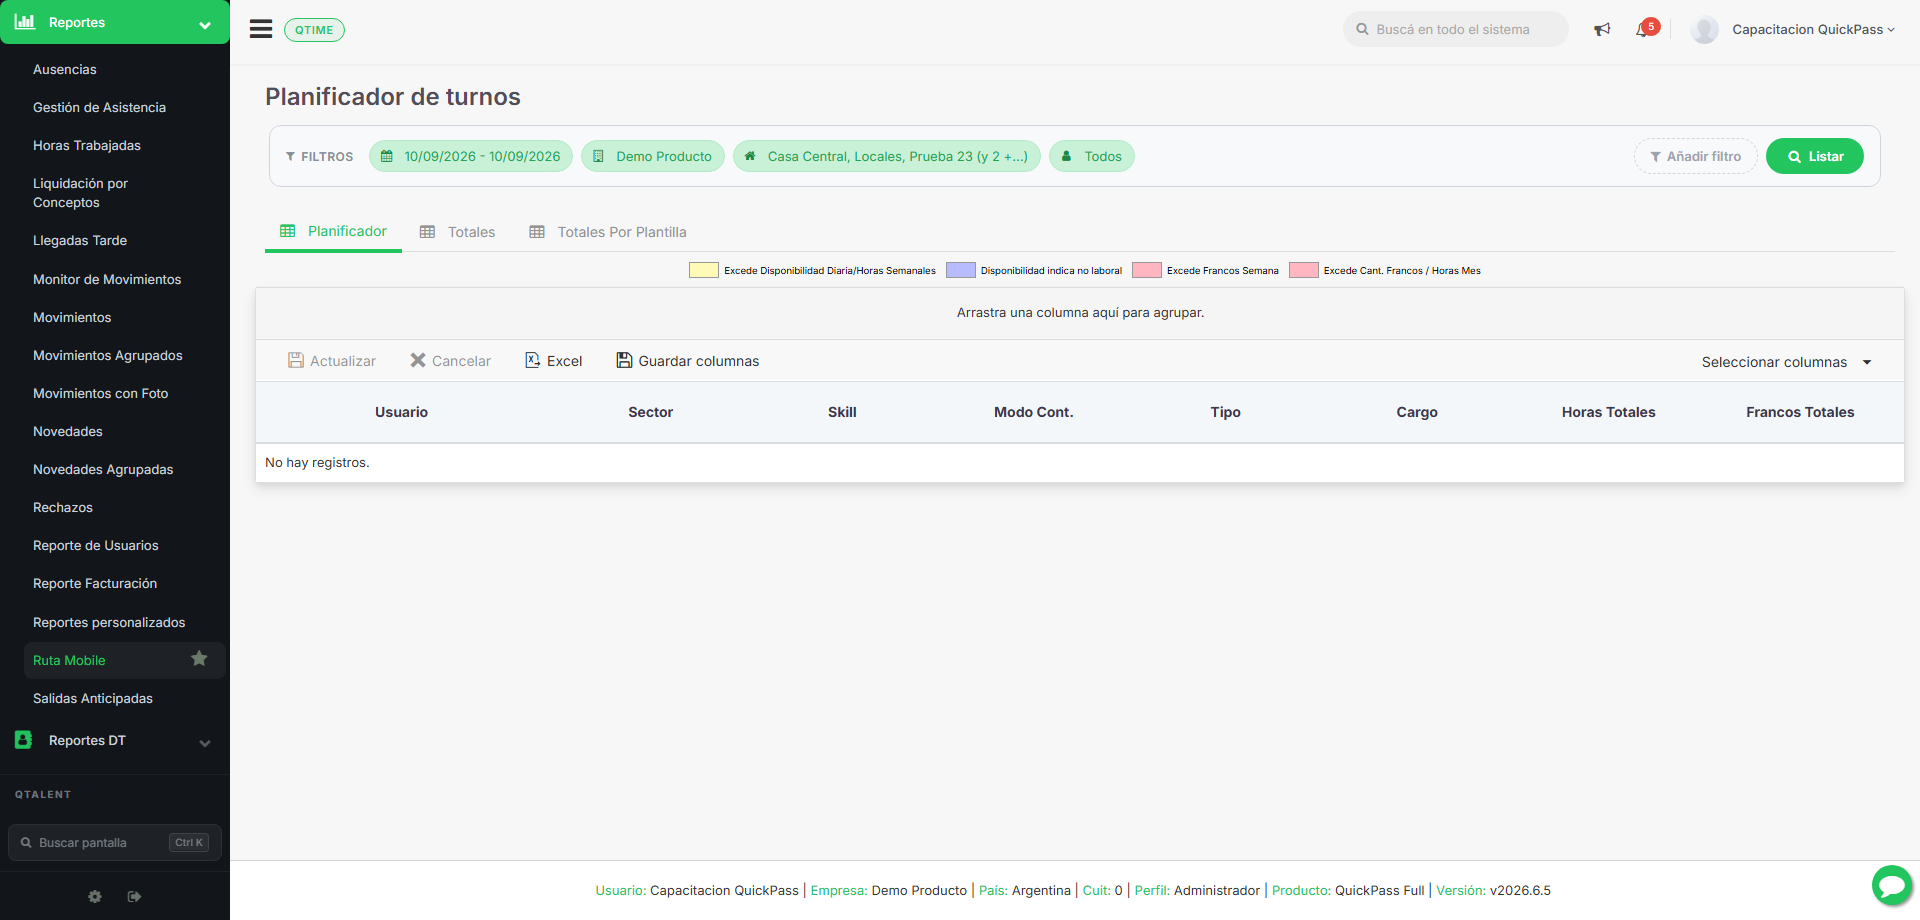 Reportes
Ausencias
Gestión de Asistencia
Horas Trabajadas
Liquidación por
Conceptos
Llegadas Tarde
Monitor de Movimientos
Movimientos
Movimientos Agrupados
Movimientos con Foto
Novedades
Novedades Agrupadas
Rechazos
Reporte de Usuarios
Reporte Facturación
Reportes personalizados
Ruta Mobile
Salidas Anticipadas
Reportes DT
QTALENT
Buscar pantalla Ctrl K
QTIME
Buscá en todo el sistema
5
Capacitacion QuickPass
Planificador de turnos
FILTROS 10/09/2026 - 10/09/2026 Demo Producto Casa Central, Locales, Prueba 23 (y 2 +...) Todos Añadir filtro Listar
Planificador Totales Totales Por Plantilla
Excede Disponibilidad Diaria/Horas Semanales Disponibilidad indica no laboral Excede Francos Semana Excede Cant. Francos / Horas Mes
Arrastra una columna aquí para agrupar.
Actualizar Cancelar Excel Guardar columnas Seleccionar columnas
Usuario Sector Skill Modo Cont. Tipo Cargo Horas Totales Francos Totales
No hay registros.
Usuario: Capacitacion QuickPass | Empresa: Demo Producto | País: Argentina | Cuit: 0 | Perfil: Administrador | Producto: QuickPass Full | Versión: v2026.6.5